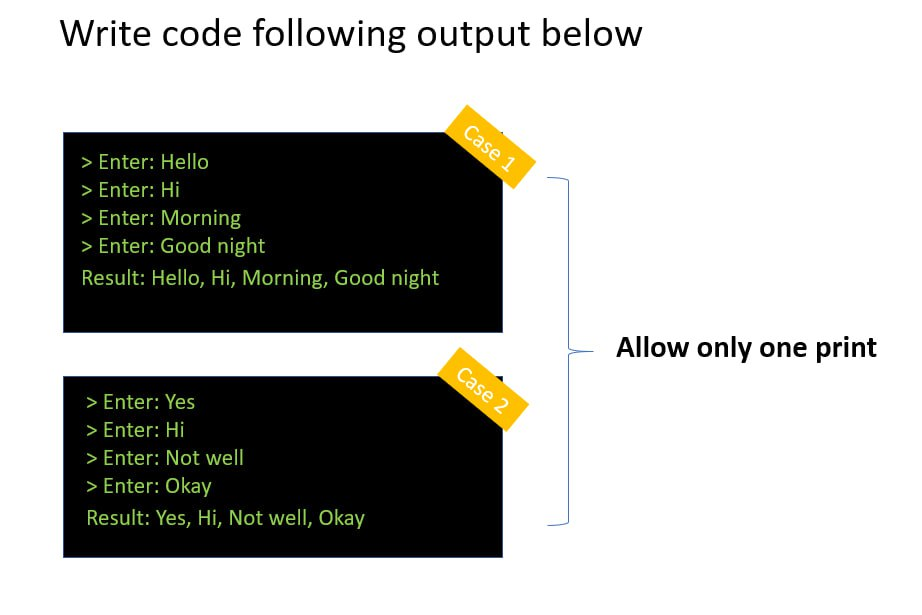 Write code following output below
Case 1
> Enter: Hello
> Enter: Hi
> Enter: Morning
> Enter: Good night
Result: Hello, Hi, Morning, Good night
Allow only one print
Case 2
> Enter: Yes
> Enter: Hi
> Enter: Not well
> Enter: Okay
Result: Yes, Hi, Not well, Okay